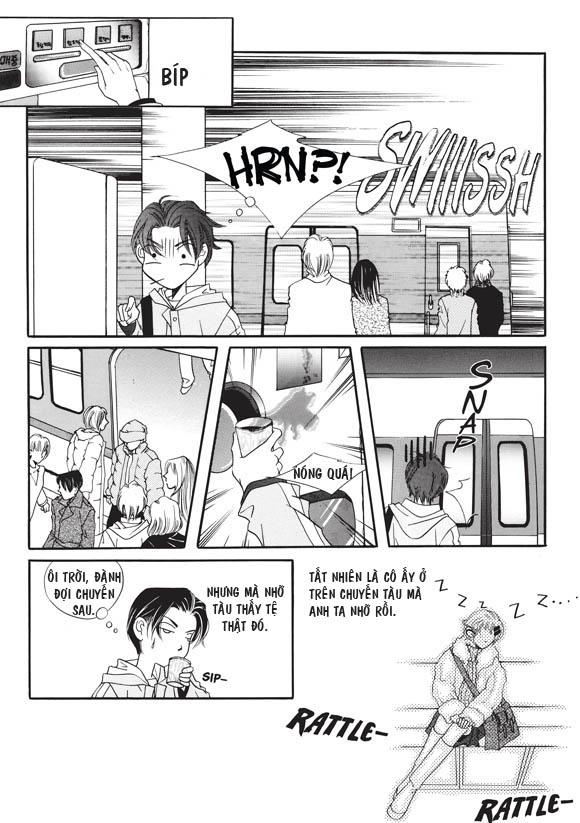 BÍP
HRN?!
SWIIIISSH
SNAP
NÓNG QUÁ!
ÔI TRỜI, ĐÀNH
ĐỢI CHUYẾN
SAU.
NHƯNG MÀ NHỠ
TÀU THẤY TỆ
THẬT ĐÓ.
SIP-
TẤT NHIÊN LÀ CÔ ẤY Ở
TRÊN CHUYẾN TÀU MÀ
ANH TA NHỠ RỒI.
Z Z Z Z....
RATTLE-
RATTLE-